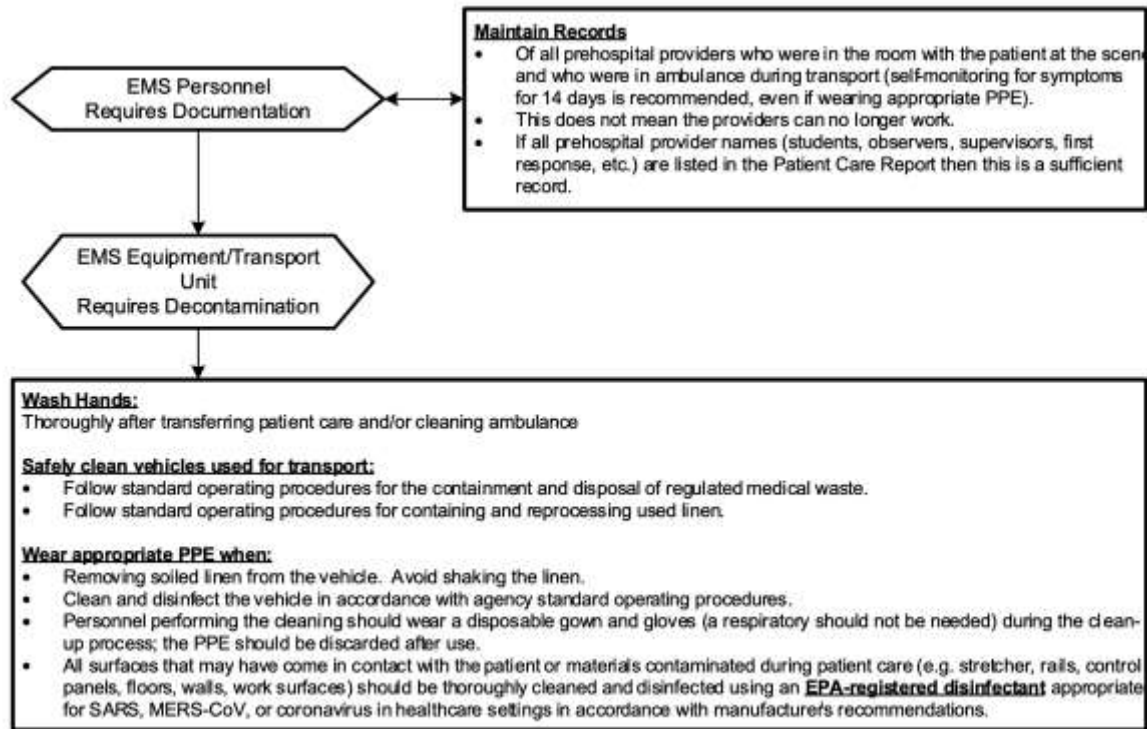 Maintain Records
• Of all prehospital providers who were in the room with the patient at the scene
and who were in ambulance during transport (self-monitoring for symptoms
for 14 days is recommended, even if wearing appropriate PPE).
• This does not mean the providers can no longer work.
• If all prehospital provider names (students, observers, supervisors, first
response, etc.) are listed in the Patient Care Report then this is a sufficient
record.
EMS Personnel
Requires Documentation
EMS Equipment/Transport
Unit
Requires Decontamination
Wash Hands:
Thoroughly after transferring patient care and/or cleaning ambulance
Safely clean vehicles used for transport:
• Follow standard operating procedures for the containment and disposal of regulated medical waste.
• Follow standard operating procedures for containing and reprocessing used linen.
Wear appropriate PPE when:
• Removing soiled linen from the vehicle. Avoid shaking the linen.
• Clean and disinfect the vehicle in accordance with agency standard operating procedures.
• Personnel performing the cleaning should wear a disposable gown and gloves (a respiratory should not be needed) during the clean-
up process; the PPE should be discarded after use.
• All surfaces that may have come in contact with the patient or materials contaminated during patient care (e.g. stretcher, rails, control
panels, floors, walls, work surfaces) should be thoroughly cleaned and disinfected using an EPA-registered disinfectant appropriate
for SARS, MERS-CoV, or coronavirus in healthcare settings in accordance with manufacturer's recommendations.